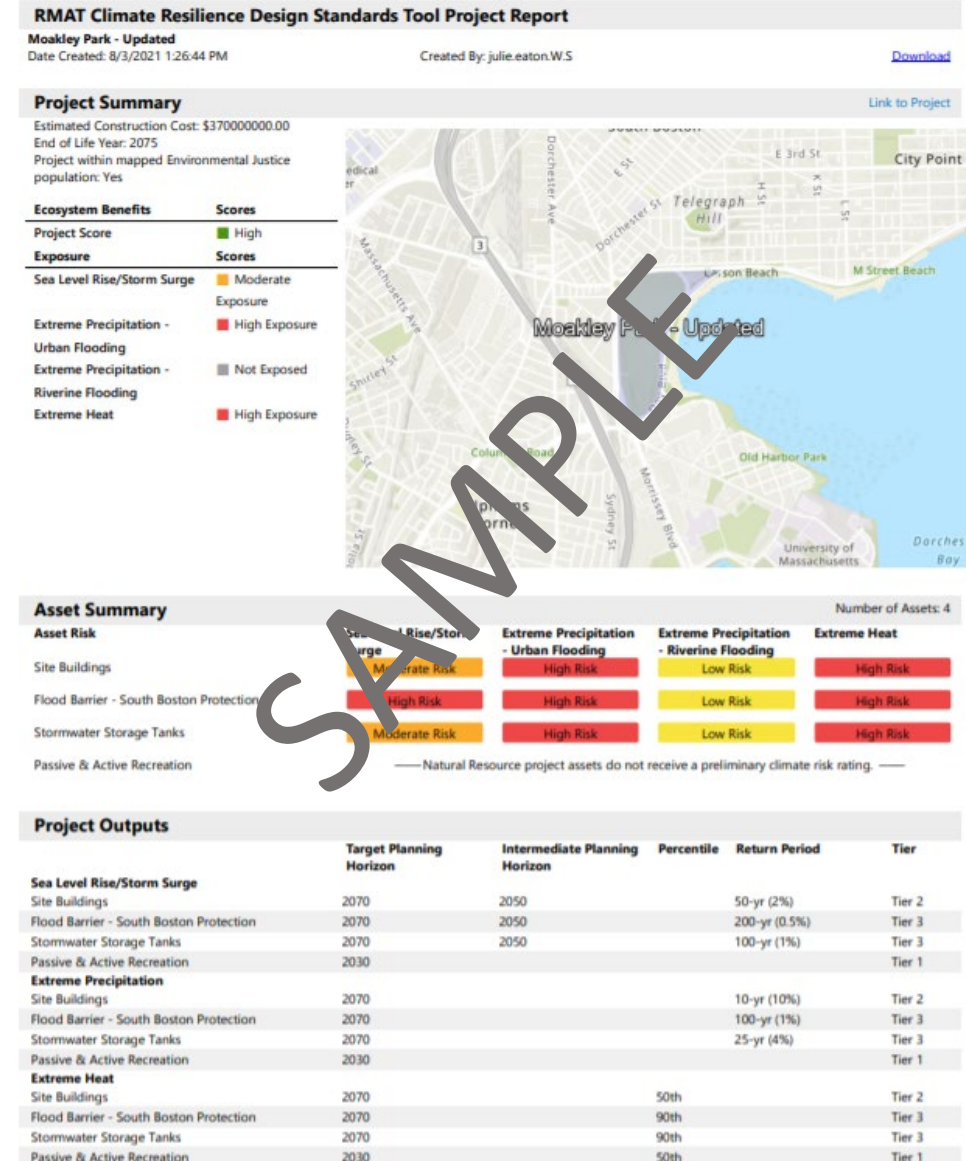 RMAT Climate Resilience Design Standards Tool Project Report
Moakley Park - Updated
Date Created: 8/3/2021 1:26:44 PM Created By: julie.eaton.W.S Download
Project Summary Link to Project
Estimated Construction Cost: $370000000.00
End of Life Year: 2075
Project within mapped Environmental Justice
population: Yes
Ecosystem Benefits Scores
Project Score High
Exposure Scores
Sea Level Rise/Storm Surge Moderate
Exposure
Extreme Precipitation - High Exposure
Urban Flooding
Extreme Precipitation - Not Exposed
Riverine Flooding
Extreme Heat High Exposure
Dorchester Ave
E St
E 3rd St
City Point
H St
K St
L St
Telegraph
Hill
Dorchester St
3
Massachusetts Ave
M Street Beach
Moakley Park - Updated
Shirley St
Old Harbor Park
Morrissey Blvd
Sydney St
University of
Massachusetts
Bay
SAMPLE
Asset Summary Number of Assets: 4
Asset Risk Sea Level Rise/Storm Extreme Precipitation Extreme Precipitation Extreme Heat
Surge - Urban Flooding - Riverine Flooding
Site Buildings Moderate Risk High Risk Low Risk High Risk
Flood Barrier - South Boston Protection High Risk High Risk Low Risk High Risk
Stormwater Storage Tanks Moderate Risk High Risk Low Risk High Risk
Passive & Active Recreation Natural Resource project assets do not receive a preliminary climate risk rating.
Project Outputs
Target Planning Intermediate Planning Percentile Return Period Tier
Horizon Horizon
Sea Level Rise/Storm Surge
Site Buildings 2070 2050 50-yr (2%) Tier 2
Flood Barrier - South Boston Protection 2070 2050 200-yr (0.5%) Tier 3
Stormwater Storage Tanks 2070 2050 100-yr (1%) Tier 3
Passive & Active Recreation 2030 Tier 1
Extreme Precipitation
Site Buildings 2070 10-yr (10%) Tier 2
Flood Barrier - South Boston Protection 2070 100-yr (1%) Tier 3
Stormwater Storage Tanks 2070 25-yr (4%) Tier 3
Passive & Active Recreation 2030 Tier 1
Extreme Heat
Site Buildings 2070 50th Tier 2
Flood Barrier - South Boston Protection 2070 90th Tier 3
Stormwater Storage Tanks 2070 90th Tier 3
Passive & Active Recreation 2030 50th Tier 1